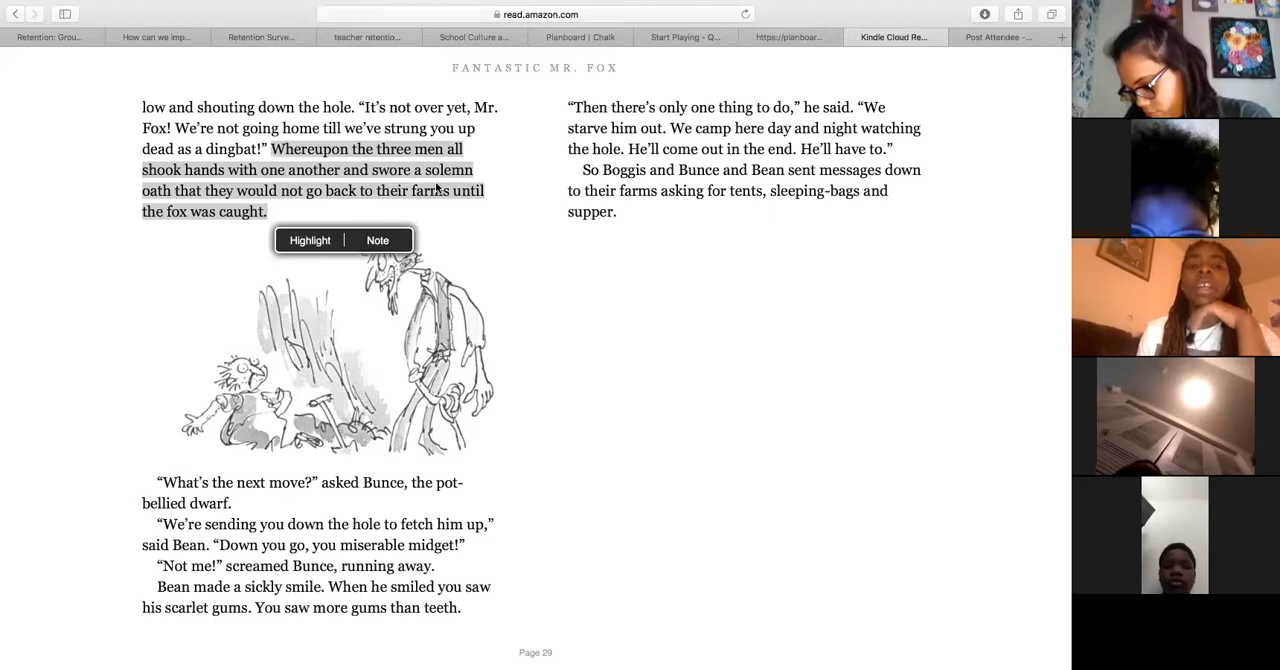 read.amazon.com
Retention: Grou...
How can we imp...
Retention Surve...
teacher retentio...
School Culture a...
Planboard | Chalk
Start Playing - Q...
https://planboar...
Kindle Cloud Re...
Post Attendee -...
FANTASTIC MR. FOX
low and shouting down the hole. “It’s not over yet, Mr.
Fox! We’re not going home till we’ve strung you up
dead as a dingbat!” Whereupon the three men all
shook hands with one another and swore a solemn
oath that they would not go back to their farms until
the fox was caught.
Highlight
Note
“What’s the next move?” asked Bunce, the pot-
bellied dwarf.
“We’re sending you down the hole to fetch him up,”
said Bean. “Down you go, you miserable midget!”
“Not me!” screamed Bunce, running away.
Bean made a sickly smile. When he smiled you saw
his scarlet gums. You saw more gums than teeth.
“Then there’s only one thing to do,” he said. “We
starve him out. We camp here day and night watching
the hole. He’ll come out in the end. He’ll have to.”
So Boggis and Bunce and Bean sent messages down
to their farms asking for tents, sleeping-bags and
supper.
Page 29